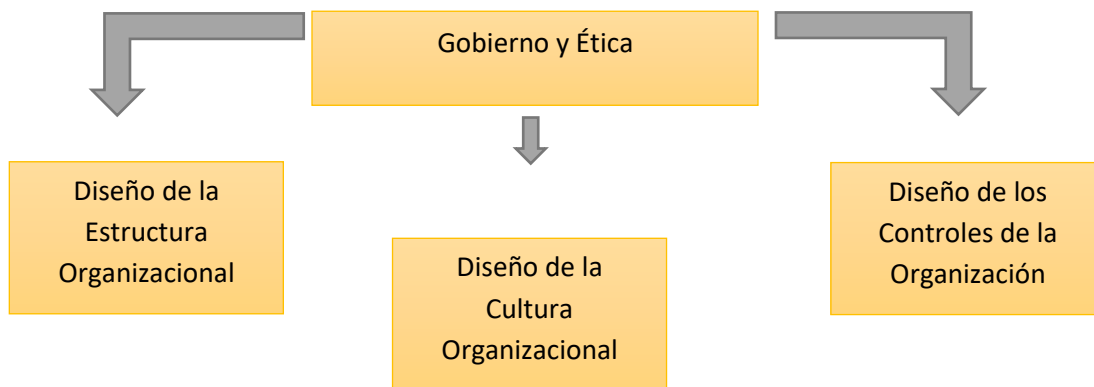 Gobierno y Ética
Diseño de la
Estructura
Organizacional
Diseño de la
Cultura
Organizacional
Diseño de los
Controles de la
Organización